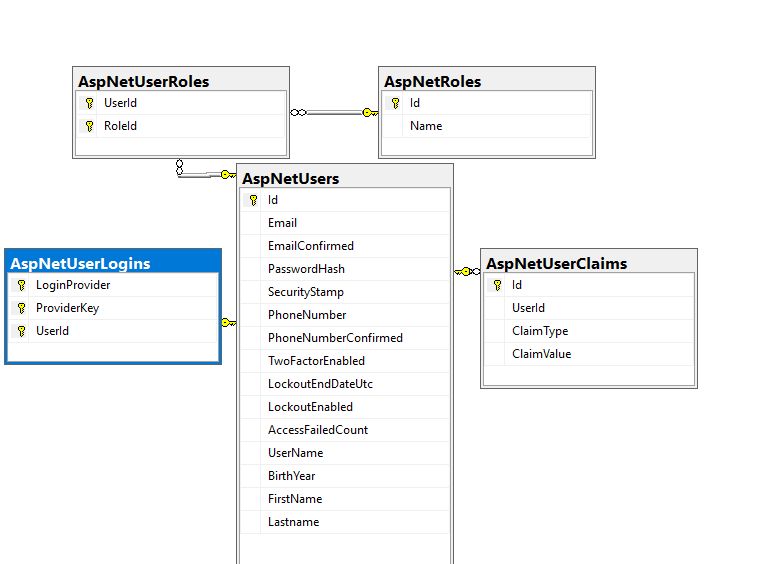 AspNetUserRoles
UserId
RoleId
AspNetRoles
Id
Name
AspNetUsers
Id
Email
EmailConfirmed
PasswordHash
SecurityStamp
PhoneNumber
PhoneNumberConfirmed
TwoFactorEnabled
LockoutEndDateUtc
LockoutEnabled
AccessFailedCount
UserName
BirthYear
FirstName
Lastname
AspNetUserLogins
LoginProvider
ProviderKey
UserId
AspNetUserClaims
Id
UserId
ClaimType
ClaimValue